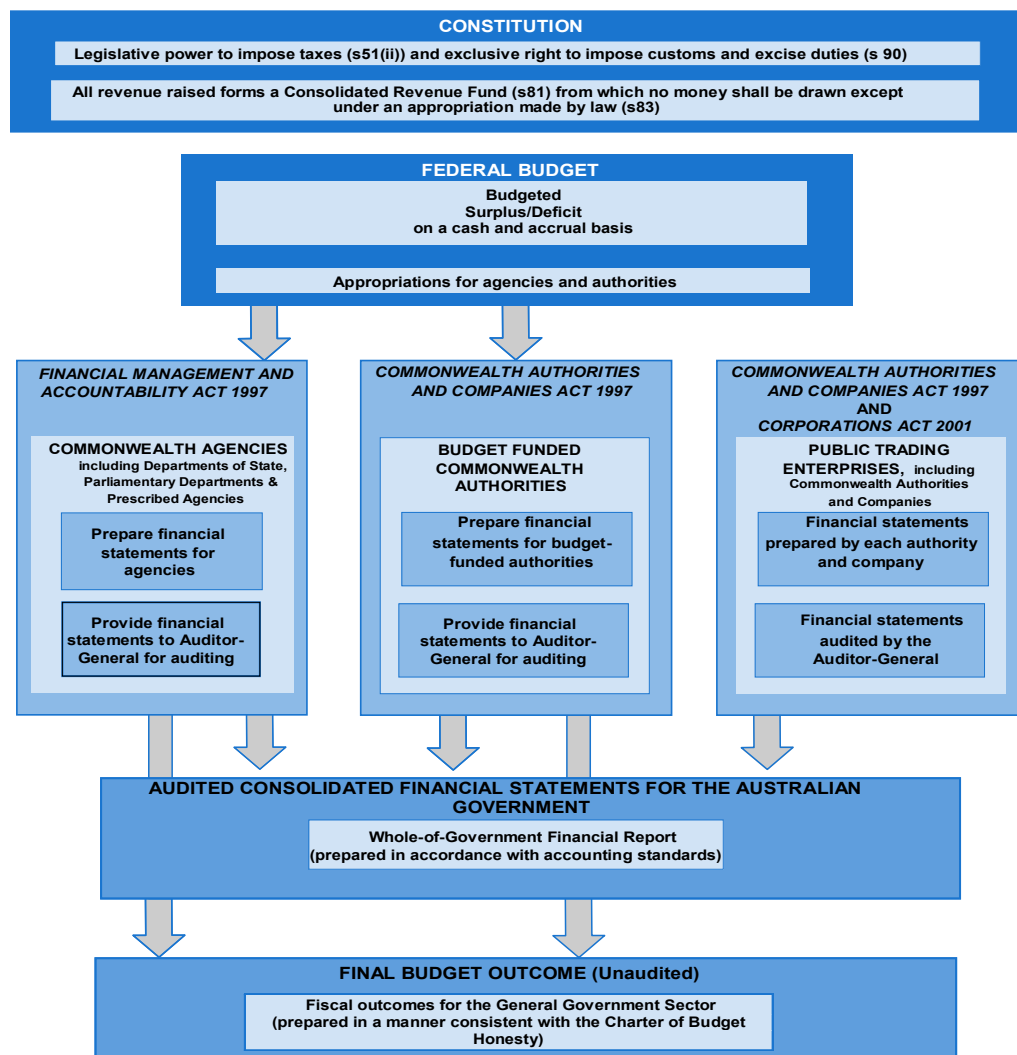 CONSTITUTION
Legislative power to impose taxes (s51(ii)) and exclusive right to impose customs and excise duties (s 90)
All revenue raised forms a Consolidated Revenue Fund (s81) from which no money shall be drawn except
under an appropriation made by law (s83)
FEDERAL BUDGET
Budgeted
Surplus/Deficit
on a cash and accrual basis
Appropriations for agencies and authorities
FINANCIAL MANAGEMENT AND
ACCOUNTABILITY ACT 1997
COMMONWEALTH AGENCIES
including Departments of State,
Parliamentary Departments &
Prescribed Agencies
Prepare financial
statements for
agencies
Provide financial
statements to Auditor-
General for auditing
COMMONWEALTH AUTHORITIES
AND COMPANIES ACT 1997
BUDGET FUNDED
COMMONWEALTH
AUTHORITIES
Prepare financial
statements for budget-
funded authorities
Provide financial
statements to Auditor-
General for auditing
COMMONWEALTH AUTHORITIES
AND COMPANIES ACT 1997
AND
CORPORATIONS ACT 2001
PUBLIC TRADING
ENTERPRISES, including
Commonwealth Authorities
and Companies
Financial statements
prepared by each authority
and company
Financial statements
audited by the
Auditor-General
AUDITED CONSOLIDATED FINANCIAL STATEMENTS FOR THE AUSTRALIAN
GOVERNMENT
Whole-of-Government Financial Report
(prepared in accordance with accounting standards)
FINAL BUDGET OUTCOME (Unaudited)
Fiscal outcomes for the General Government Sector
(prepared in a manner consistent with the Charter of Budget
Honesty)